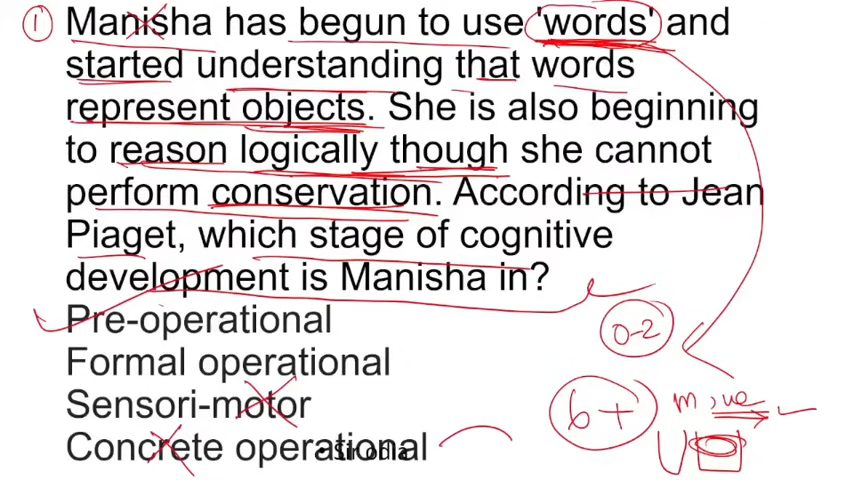 ① Manisha has begun to use 'words' and
started understanding that words
represent objects. She is also beginning
to reason logically though she cannot
perform conservation. According to Jean
Piaget, which stage of cognitive
development is Manisha in?
Pre-operational
0-2
Formal operational
Sensori-motor
6+
Concrete operational